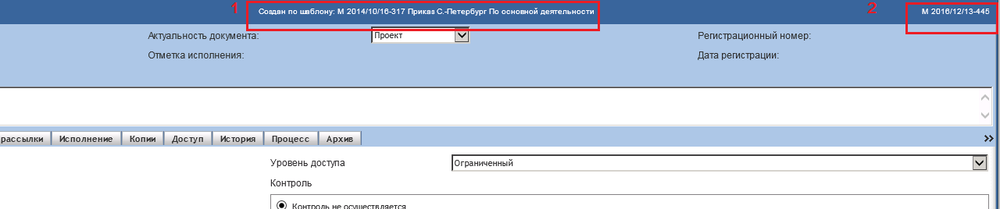 1 Создан по шаблону: М 2014/10/16-317 Приказ С.-Петербург По основной деятельности 2 М 2016/12/13-445
Актуальность документа: Проект Регистрационный номер:
Отметка исполнения: Дата регистрации:
рассылки Исполнение Копии Доступ История Процесс Архив
Уровень доступа Ограниченный
Контроль
Контроль не осуществляется